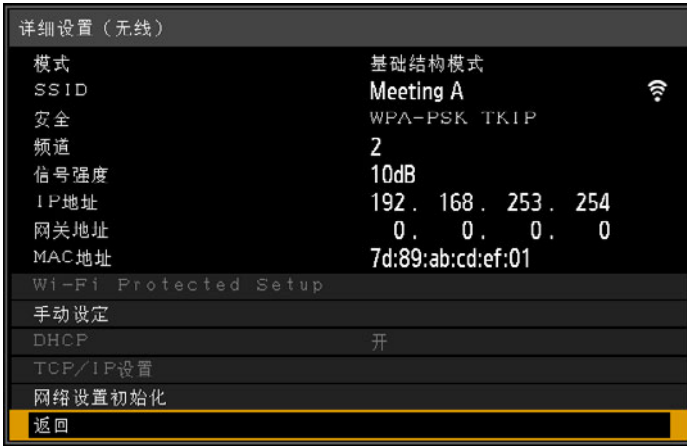 详细设置（无线）
模式 基础结构模式
SSID Meeting A
安全 WPA-PSK TKIP
频道 2
信号强度 10dB
IP地址 192. 168. 253. 254
网关地址 0. 0. 0. 0
MAC地址 7d:89:ab:cd:ef:01
Wi-Fi Protected Setup
手动设定
DHCP 开
TCP/IP设置
网络设置初始化
返回